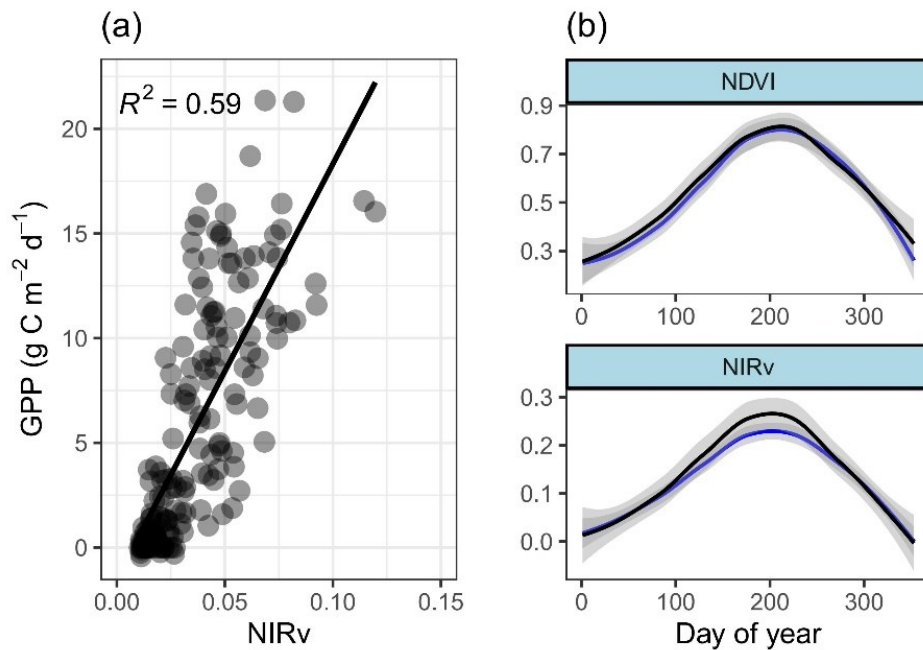 (a)
R² = 0.59
20
15
10
5
0
GPP (g C m⁻² d⁻¹)
0.00 0.05 0.10 0.15
NIRv
(b)
NDVI
0.9
0.7
0.5
0.3
0 100 200 300
NIRv
0.3
0.2
0.1
0.0
0 100 200 300
Day of year